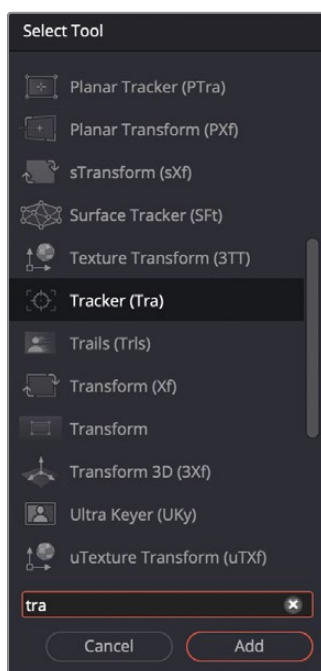 Select Tool
Planar Tracker (PTra)
Planar Transform (PXf)
sTransform (sXf)
Surface Tracker (SFt)
Texture Transform (3TT)
Tracker (Tra)
Trails (Trls)
Transform (Xf)
Transform
Transform 3D (3Xf)
Ultra Keyer (UKy)
uTexture Transform (uTXf)
tra
Cancel Add